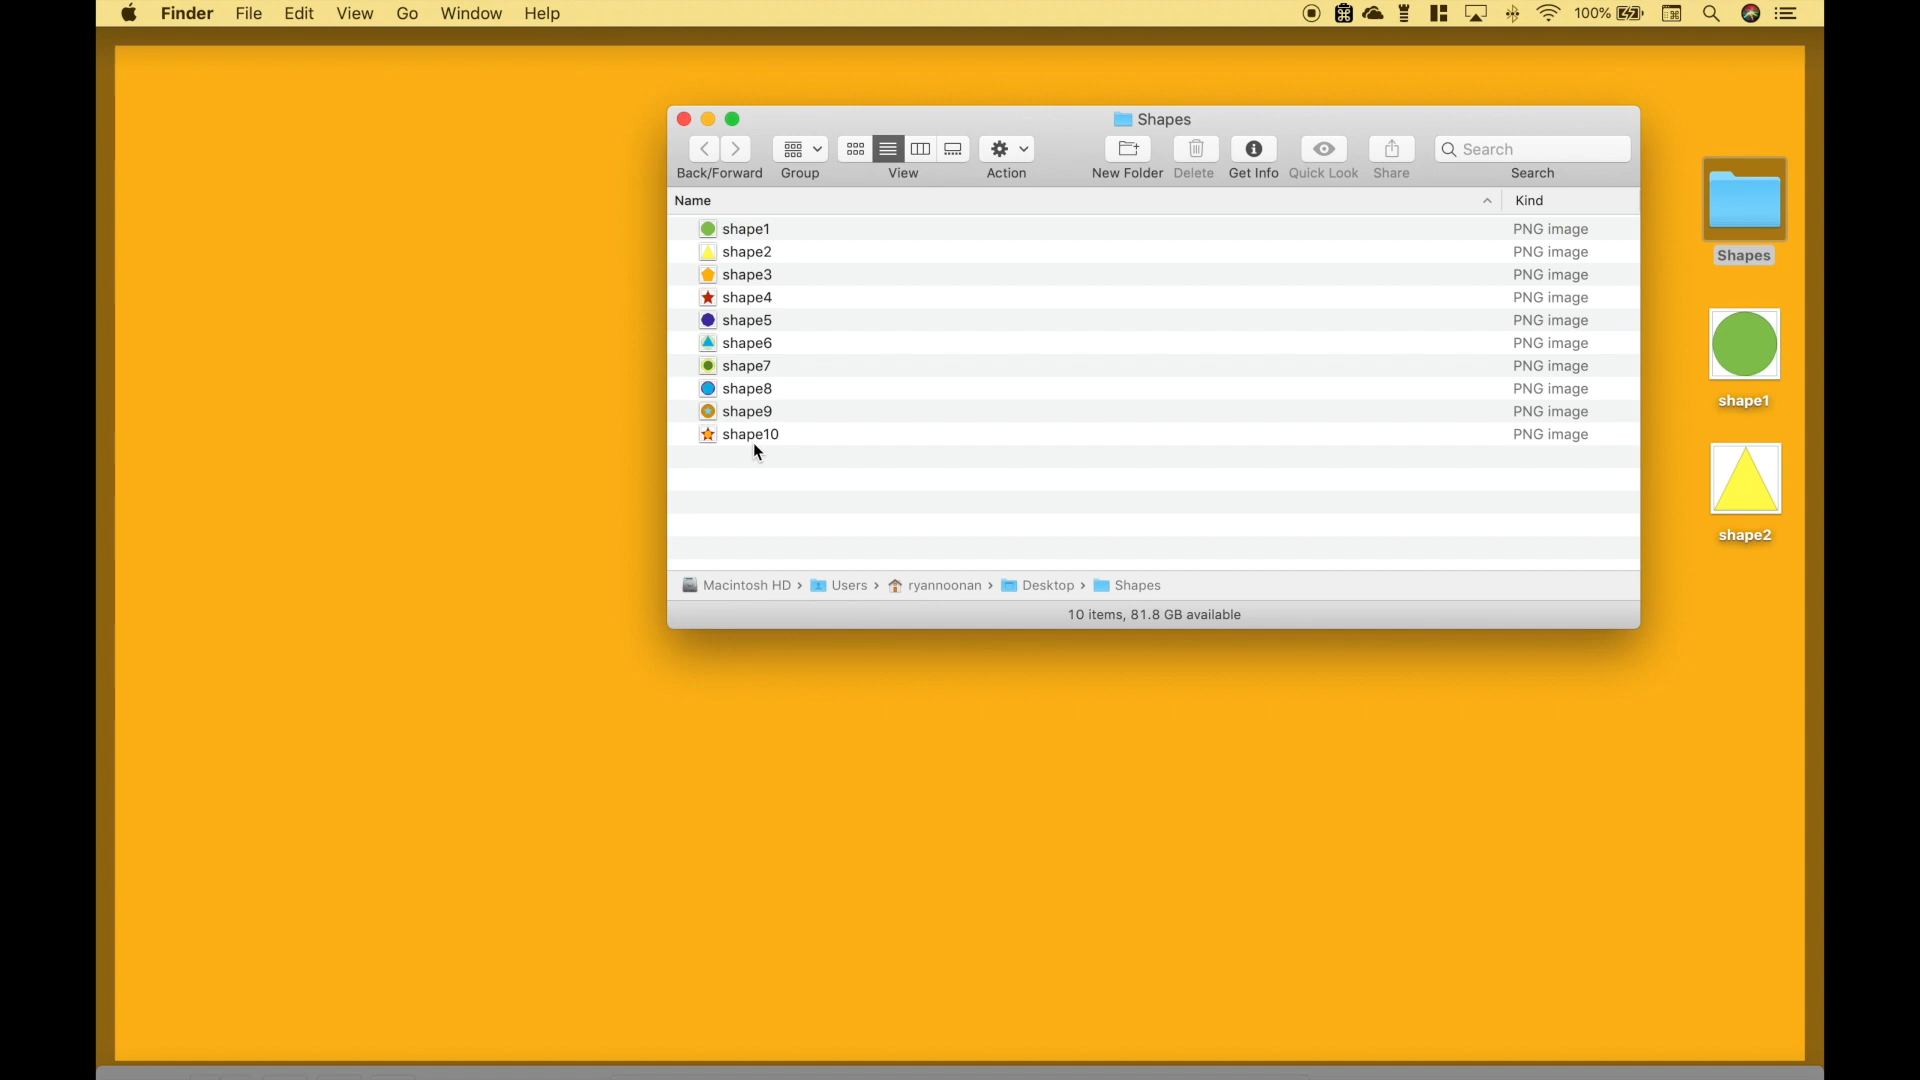 Finder File Edit View Go Window Help 100%
Shapes
Search
Back/Forward Group View Action New Folder Delete Get Info Quick Look Share Search
Name Kind
shape1 PNG image
shape2 PNG image
shape3 PNG image
shape4 PNG image
shape5 PNG image
shape6 PNG image
shape7 PNG image
shape8 PNG image
shape9 PNG image
shape10 PNG image
Macintosh HD › Users › ryannoonan › Desktop › Shapes
10 items, 81.8 GB available
Shapes
shape1
shape2